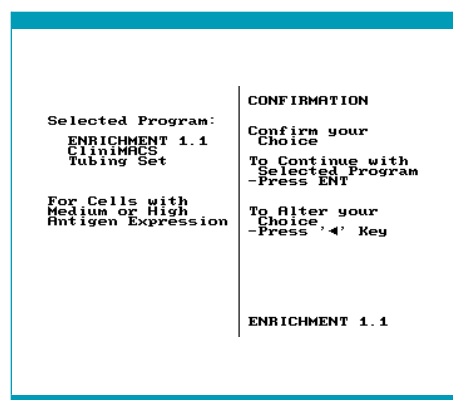 Selected Program:
ENRICHMENT 1.1
CliniMACS
Tubing Set
For Cells with
Medium or High
Antigen Expression
CONFIRMATION
Confirm your
Choice
To Continue with
Selected Program
-Press ENT
To Alter your
Choice
-Press '◄' Key
ENRICHMENT 1.1